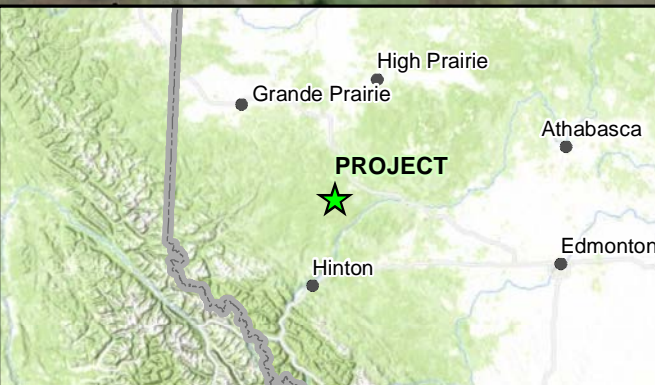 High Prairie
Grande Prairie
Athabasca
PROJECT
Edmonton
Hinton